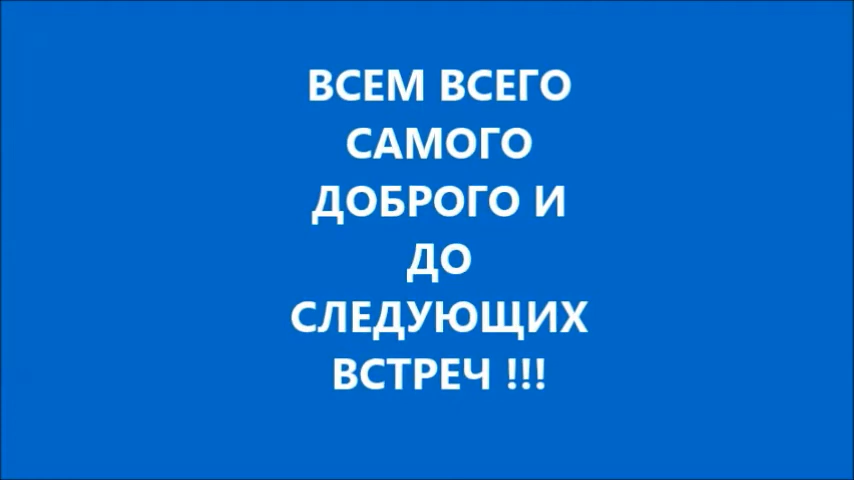 ВСЕМ ВСЕГО
САМОГО
ДОБРОГО И
ДО
СЛЕДУЮЩИХ
ВСТРЕЧ !!!